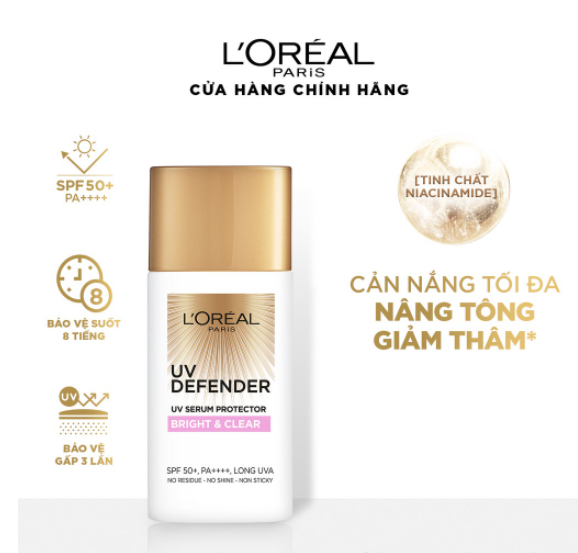 L'ORÉAL
PARIS
CỬA HÀNG CHÍNH HÃNG
SPF 50+
PA++++
8
BẢO VỆ SUỐT
8 TIẾNG
UV
BẢO VỆ
GẤP 3 LẦN
L'ORÉAL
PARIS
UV
DEFENDER
UV SERUM PROTECTOR
BRIGHT & CLEAR
SPF 50+, PA++++, LONG UVA
NO RESIDUE - NO SHINE - NON STICKY
[TINH CHẤT
NIACINAMIDE]
CẢN NẮNG TỐI ĐA
NÂNG TÔNG
GIẢM THÂM*